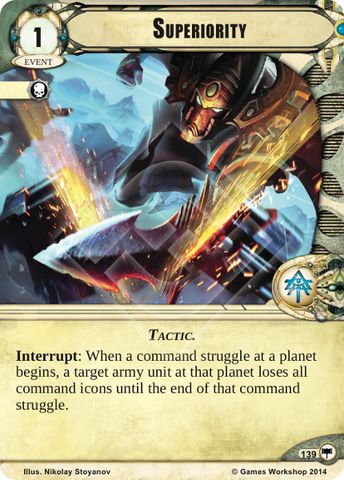 1
SUPERIORITY
EVENT
TACTIC.
Interrupt: When a command struggle at a planet
begins, a target army unit at that planet loses all
command icons until the end of that command
struggle.
139
Illus. Nikolay Stoyanov
© Games Workshop 2014